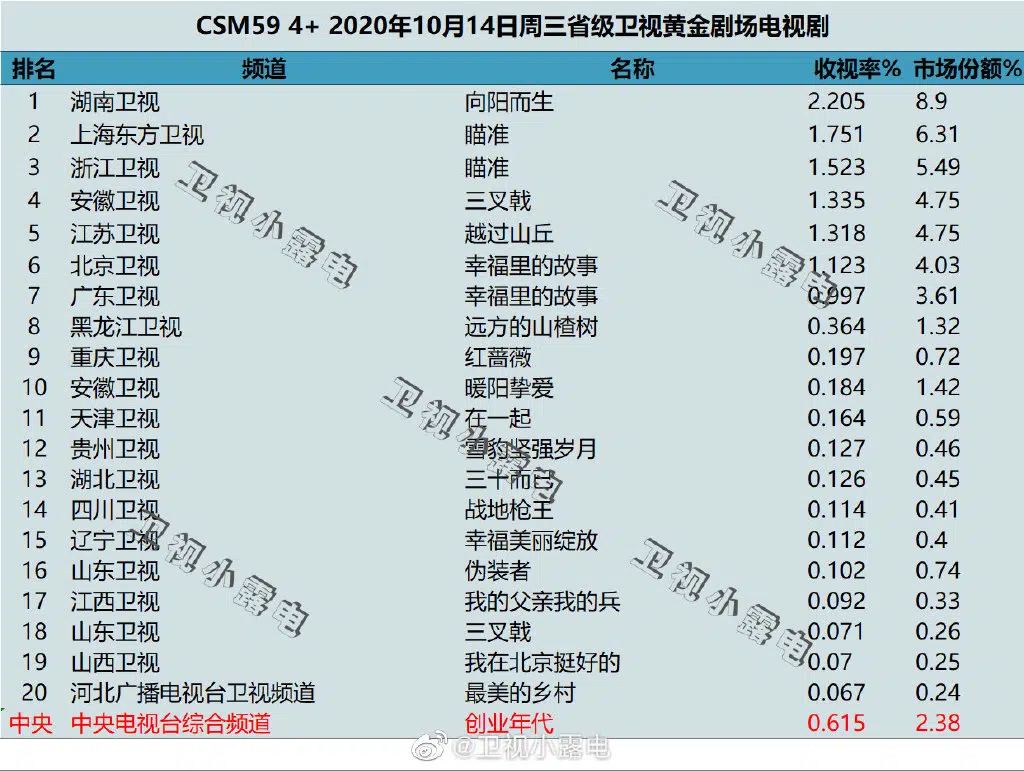 CSM59 4+ 2020年10月14日周三省级卫视黄金剧场电视剧
排名 频道 名称 收视率% 市场份额%
1 湖南卫视 向阳而生 2.205 8.9
2 上海东方卫视 瞄准 1.751 6.31
3 浙江卫视 瞄准 1.523 5.49
4 安徽卫视 三叉戟 1.335 4.75
5 江苏卫视 越过山丘 1.318 4.75
6 北京卫视 幸福里的故事 1.123 4.03
7 广东卫视 幸福里的故事 0.997 3.61
8 黑龙江卫视 远方的山楂树 0.364 1.32
9 重庆卫视 红蔷薇 0.197 0.72
10 安徽卫视 暖阳挚爱 0.184 1.42
11 天津卫视 在一起 0.164 0.59
12 贵州卫视 雪豹坚强岁月 0.127 0.46
13 湖北卫视 三十而已 0.126 0.45
14 四川卫视 战地枪王 0.114 0.41
15 辽宁卫视 幸福美丽绽放 0.112 0.4
16 山东卫视 伪装者 0.102 0.74
17 江西卫视 我的父亲我的兵 0.092 0.33
18 山东卫视 三叉戟 0.071 0.26
19 山西卫视 我在北京挺好的 0.07 0.25
20 河北广播电视台卫视频道 最美的乡村 0.067 0.24
中央 中央电视台综合频道 创业年代 0.615 2.38
卫视小露电
卫视小露电
卫视小露电
卫视小露电
卫视小露电
@卫视小露电